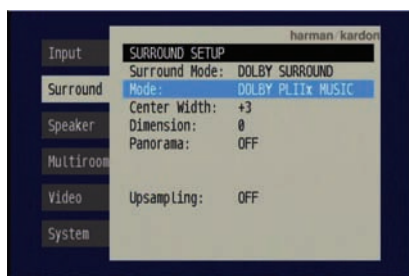 harman/kardon
Input
Surround
Speaker
Multiroom
Video
System
SURROUND SETUP
Surround Mode: DOLBY SURROUND
Mode: DOLBY PLIIx MUSIC
Center Width: +3
Dimension: 0
Panorama: OFF
Upsampling: OFF